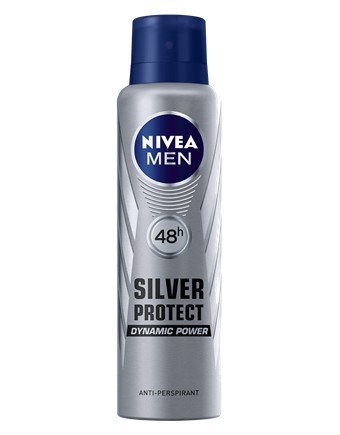 NIVEA
MEN
48h
SILVER
PROTECT
DYNAMIC POWER
ANTI-PERSPIRANT